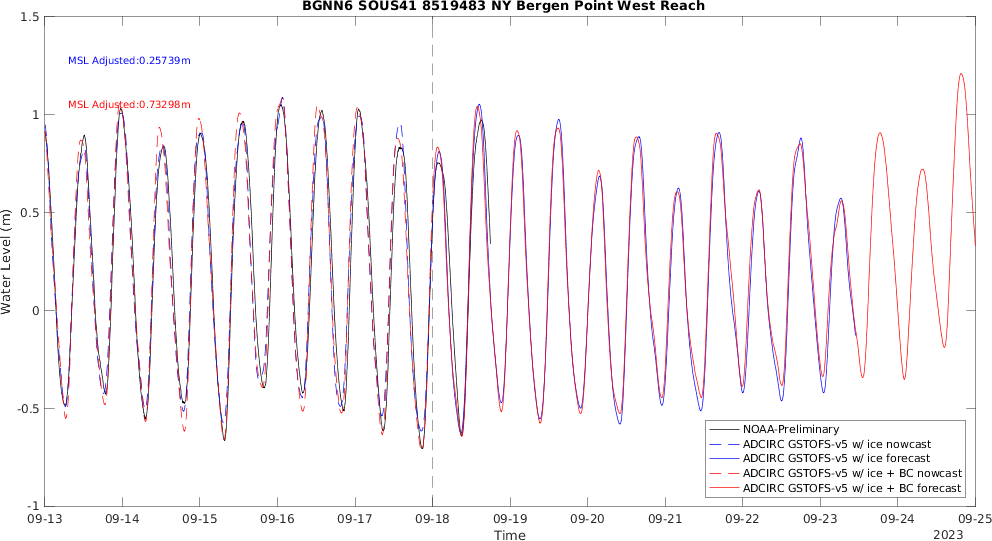 BGNN6 SOUS41 8519483 NY Bergen Point West Reach
1.5
MSL Adjusted:0.25739m
MSL Adjusted:0.73298m
1
0.5
0
-0.5
-1
Water Level (m)
NOAA-Preliminary
ADCIRC GSTOFS-v5 w/ ice nowcast
ADCIRC GSTOFS-v5 w/ ice forecast
ADCIRC GSTOFS-v5 w/ ice + BC nowcast
ADCIRC GSTOFS-v5 w/ ice + BC forecast
09-13 09-14 09-15 09-16 09-17 09-18 09-19 09-20 09-21 09-22 09-23 09-24 09-25
Time
2023